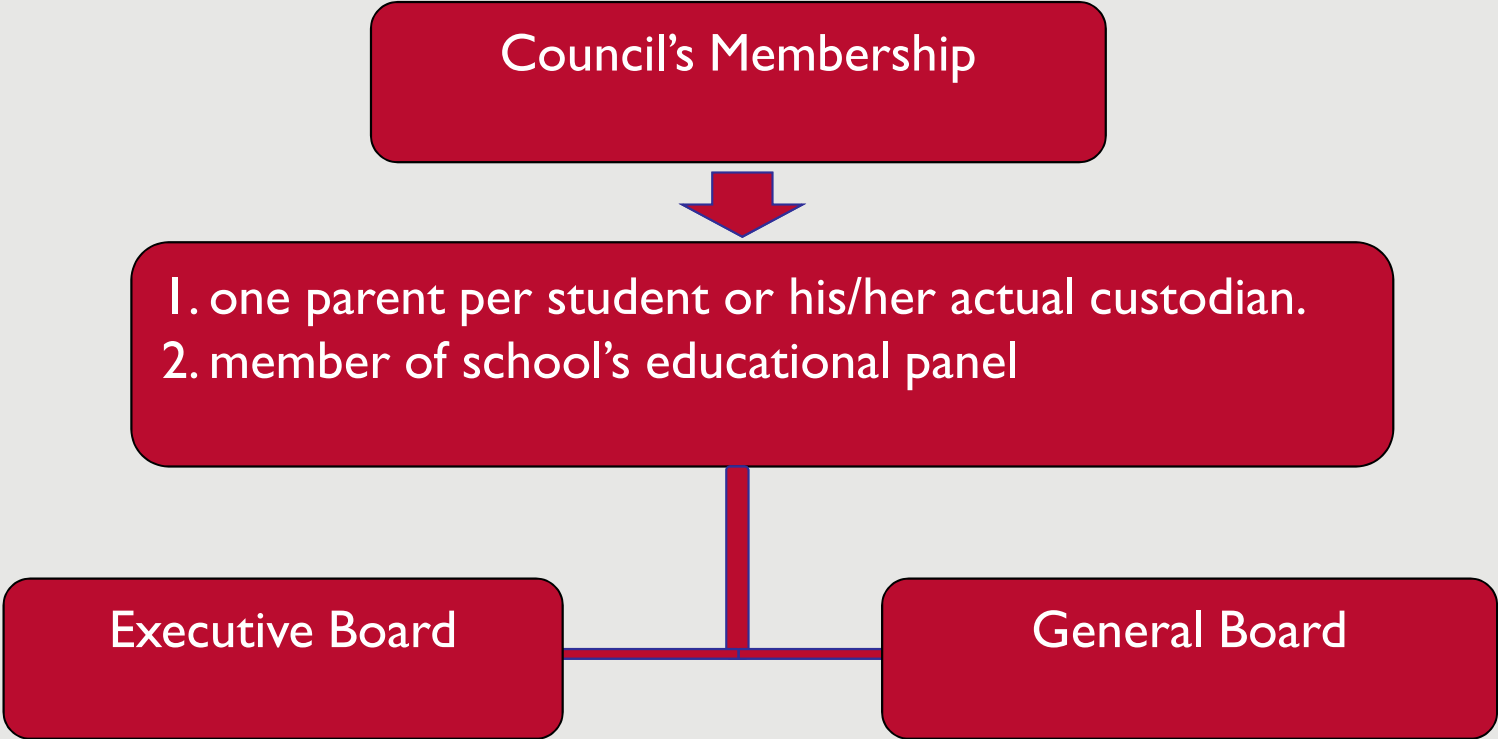 Council’s Membership
1. one parent per student or his/her actual custodian.
2. member of school’s educational panel
Executive Board
General Board